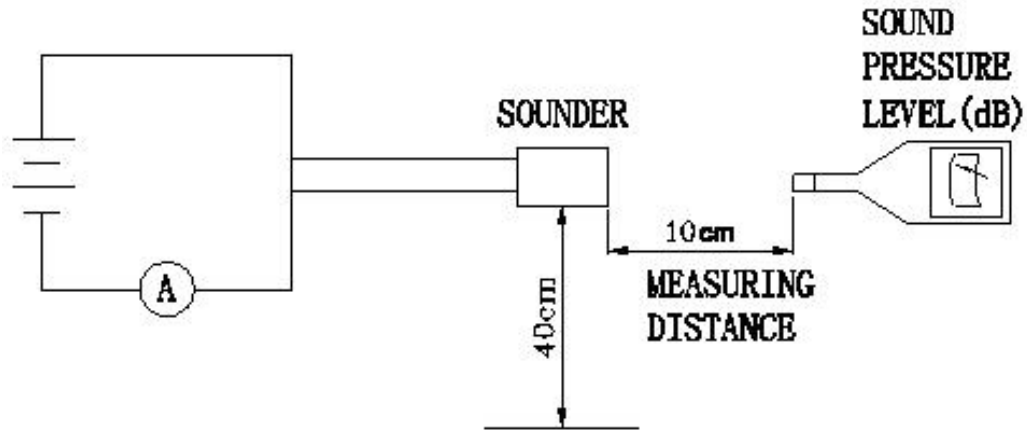 SOUND
PRESSURE
LEVEL(dB)
SOUNDER
10cm
MEASURING
DISTANCE
40cm
A